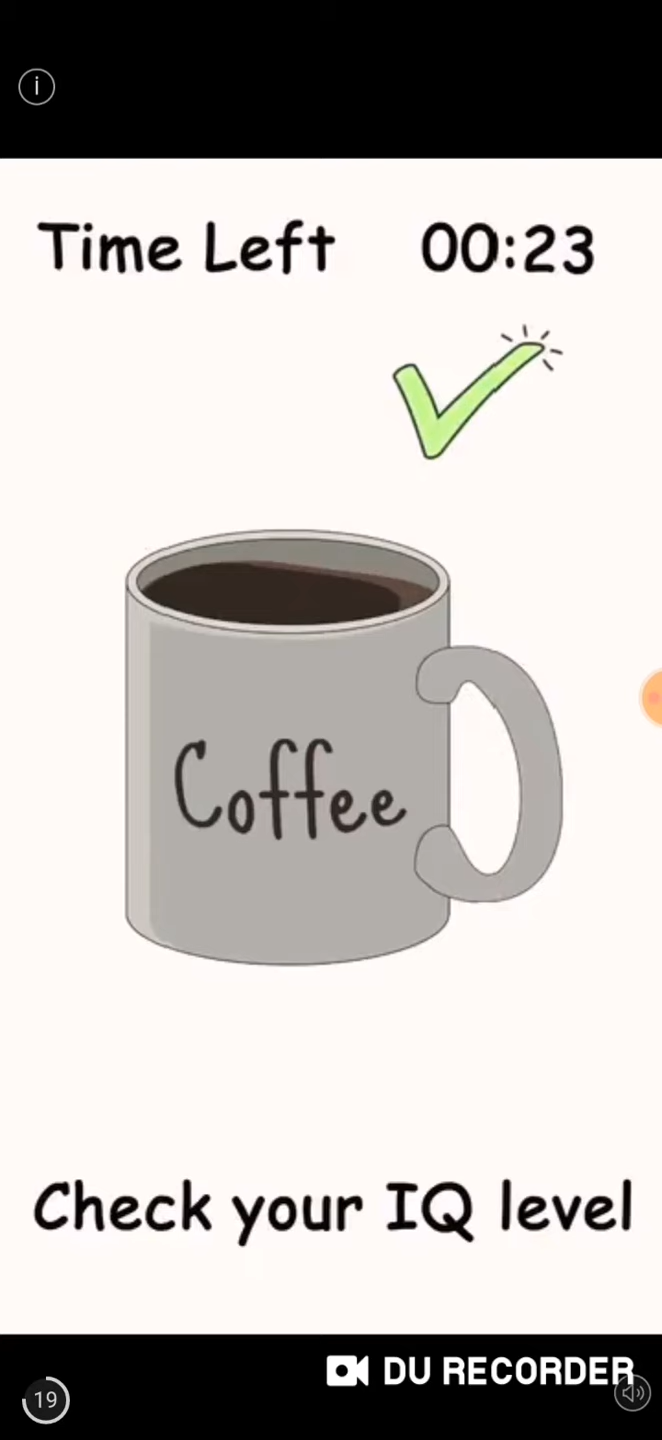 i
Time Left 00:23
Coffee
Check your IQ level
DU RECORDER
19